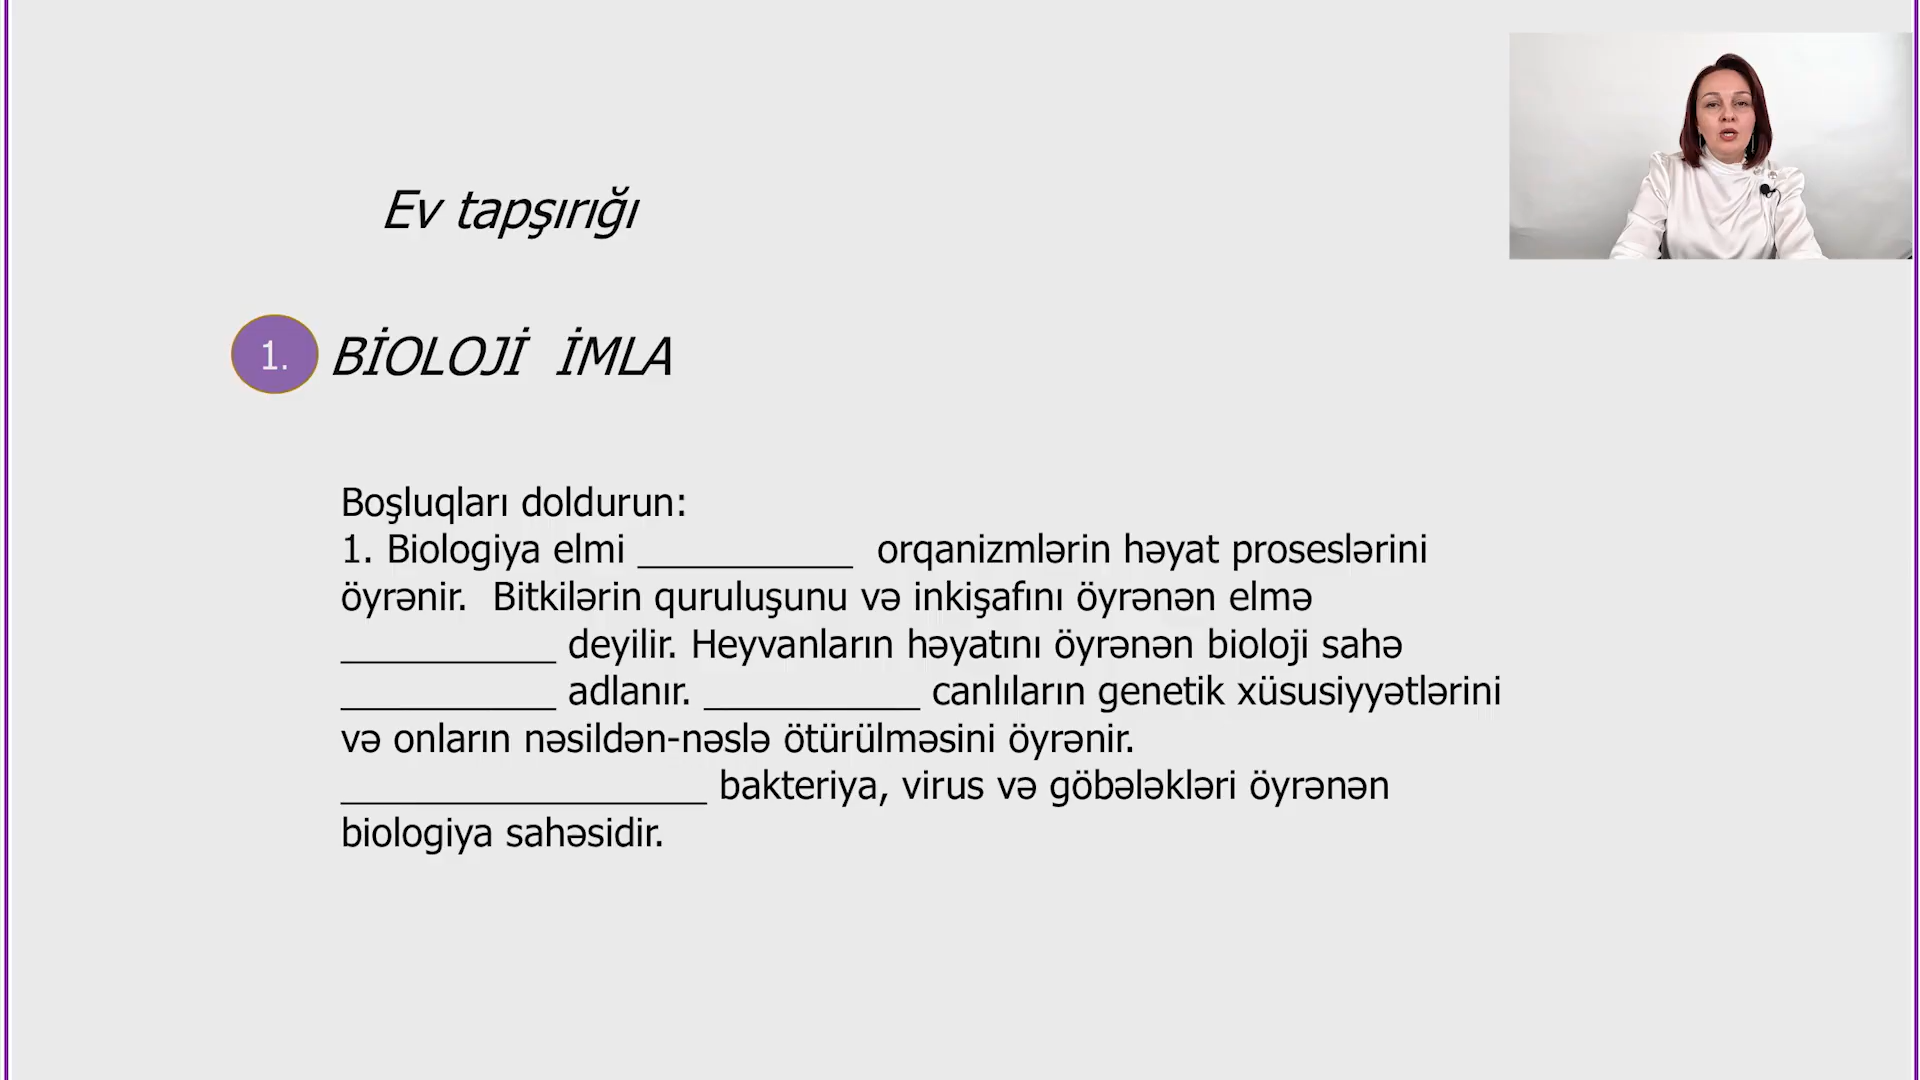 Ev tapşırığı
1. BİOLOJİ İMLA
Boşluqları doldurun:
1. Biologiya elmi __________ orqanizmlərin həyat proseslərini
öyrənir. Bitkilərin quruluşunu və inkişafını öyrənən elmə
__________ deyilir. Heyvanların həyatını öyrənən bioloji sahə
__________ adlanır. __________ canlıların genetik xüsusiyyətlərini
və onların nəsildən-nəslə ötürülməsini öyrənir.
_________________ bakteriya, virus və göbələkləri öyrənən
biologiya sahəsidir.